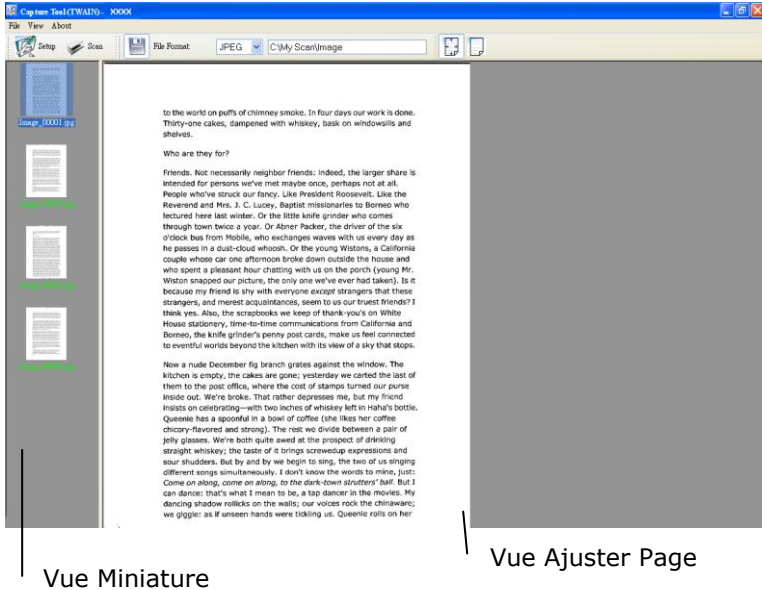 Capture Tool(TWAIN)- XXXX
File View About
Setup Scan File Format: JPEG C:\My Scan\Image
Image_00001.jpg
to the world on puffs of chimney smoke. In four days our work is done.
Thirty-one cakes, dampened with whiskey, bask on windowsills and
shelves.
Who are they for?
Friends. Not necessarily neighbor friends: indeed, the larger share is
intended for persons we've met maybe once, perhaps not at all.
People who've struck our fancy. Like President Roosevelt. Like the
Reverend and Mrs. J. C. Lucey, Baptist missionaries to Borneo who
lectured here last winter. Or the little knife grinder who comes
through town twice a year. Or Abner Packer, the driver of the six
o'clock bus from Mobile, who exchanges waves with us every day as
he passes in a dust-cloud whoosh. Or the young Wistons, a California
couple whose car one afternoon broke down outside the house and
who spent a pleasant hour chatting with us on the porch (young Mr.
Wiston snapped our picture, the only one we've ever had taken). Is it
because my friend is shy with everyone except strangers that these
strangers, and merest acquaintances, seem to us our truest friends? I
think yes. Also, the scrapbooks we keep of thank-you's on White
House stationery, time-to-time communications from California and
Borneo, the knife grinder's penny post cards, make us feel connected
to eventful worlds beyond the kitchen with its view of a sky that stops.
Now a nude December fig branch grates against the window. The
kitchen is empty, the cakes are gone; yesterday we carted the last of
them to the post office, where the cost of stamps turned our purse
inside out. We're broke. That rather depresses me, but my friend
insists on celebrating—with two inches of whiskey left in Haha's bottle.
Queenie has a spoonful in a bowl of coffee (she likes her coffee
chicory-flavored and strong). The rest we divide between a pair of
jelly glasses. We're both quite awed at the prospect of drinking
straight whiskey; the taste of it brings screwedup expressions and
sour shudders. But by and by we begin to sing, the two of us singing
different songs simultaneously. I don't know the words to mine, just:
Come on along, come on along, to the dark-town strutters' ball. But I
can dance: that's what I mean to be, a tap dancer in the movies. My
dancing shadow rollicks on the walls; our voices rock the chinaware;
we giggle: as if unseen hands were tickling us. Queenie rolls on her
Vue Ajuster Page
Vue Miniature